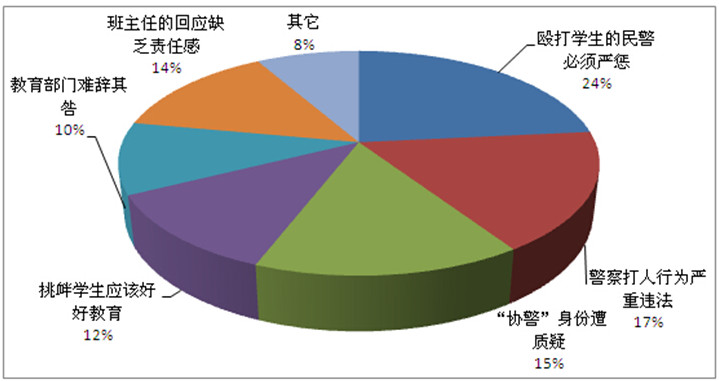 班主任的回应缺
乏责任感
14%
其它
8%
殴打学生的民警
必须严惩
24%
教育部门难辞其
咎
10%
挑衅学生应该好
好教育
12%
“协警”身份遭
质疑
15%
警察打人行为严
重违法
17%